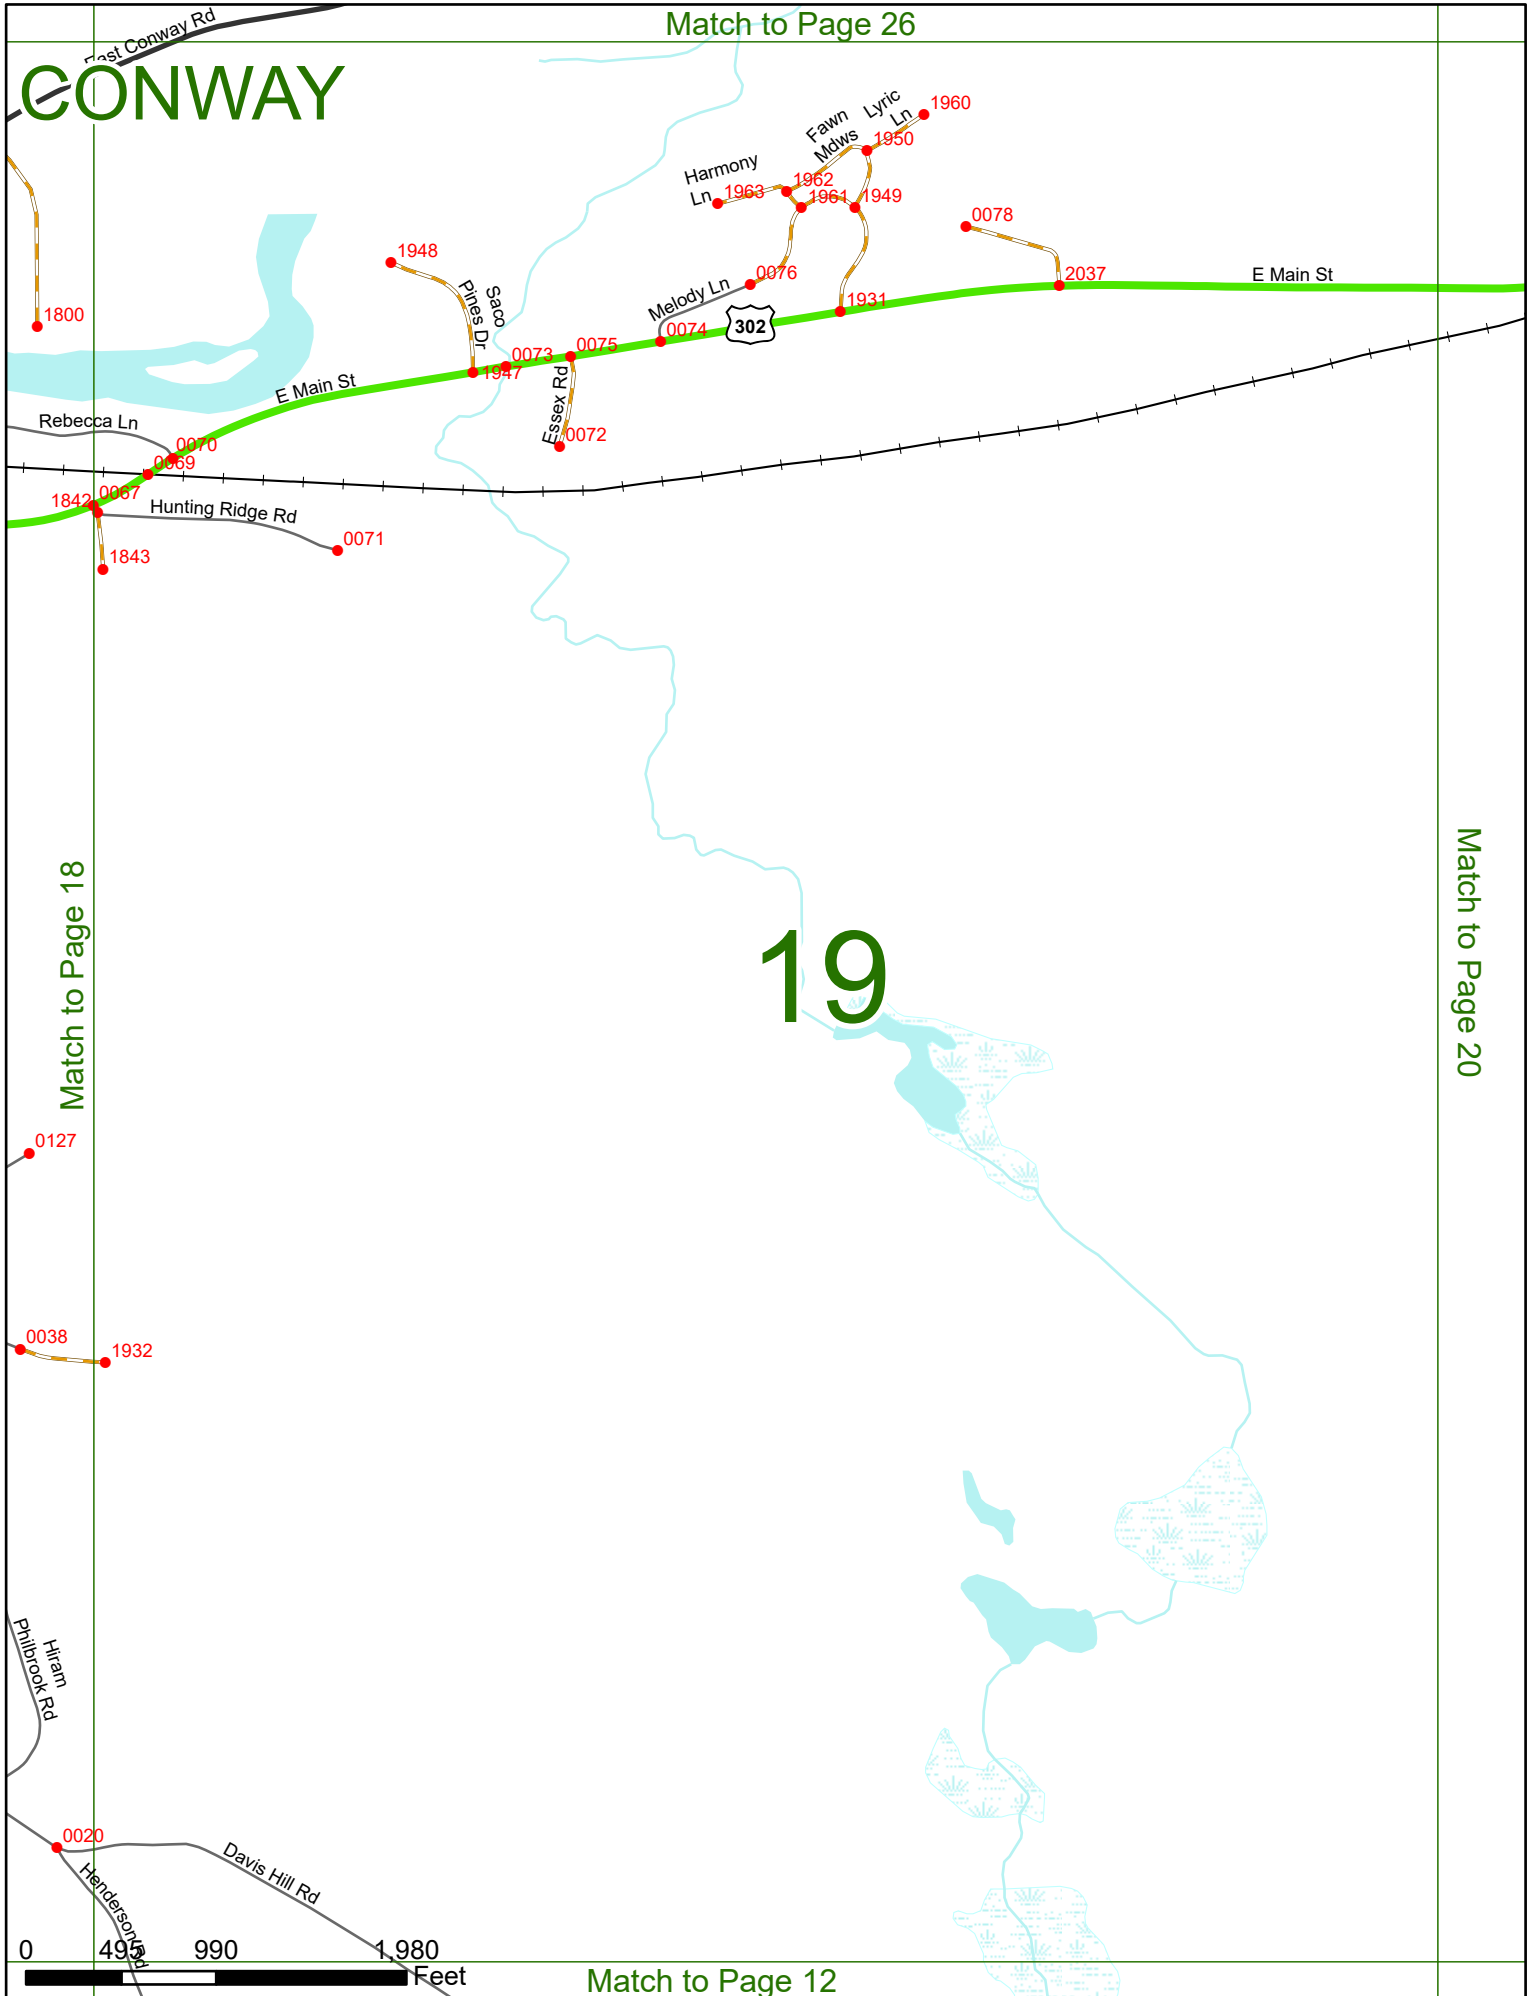 Match to Page 26
East Conway Rd
CONWAY
Lyric
Ln
1960
Fawn
Mdws
1950
Harmony
Ln
1963
1962
1961
1949
0078
1948
0076
2037
E Main St
Saco
Pines Dr
Melody Ln
1931
1800
302
0074
0075
0073
1947
E Main St
Essex Rd
0072
Rebecca Ln
0070
0069
0067
1842
Hunting Ridge Rd
0071
1843
Match to Page 18
Match to Page 20
19
0127
0038
1932
Hiram
Philbrook Rd
0020
Davis Hill Rd
Henderson Rd
0 495 990 1,980
Feet
Match to Page 12